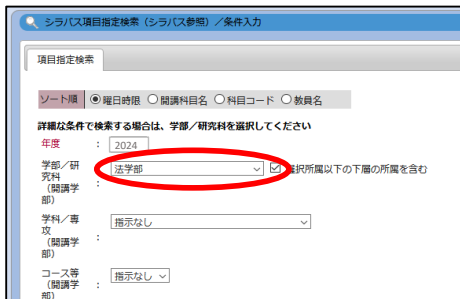 シラバス項目指定検索（シラバス参照）／条件入力
項目指定検索
ソート順 曜日時限 開講科目名 科目コード 教員名
詳細な条件で検索する場合は、学部／研究科を選択してください
年度 : 2024
学部／研
究科
（開講学
部） : 法学部 選択所属以下の下層の所属を含む
学科／専
攻
（開講学
部） : 指示なし
コース等
（開講学
部） : 指示なし